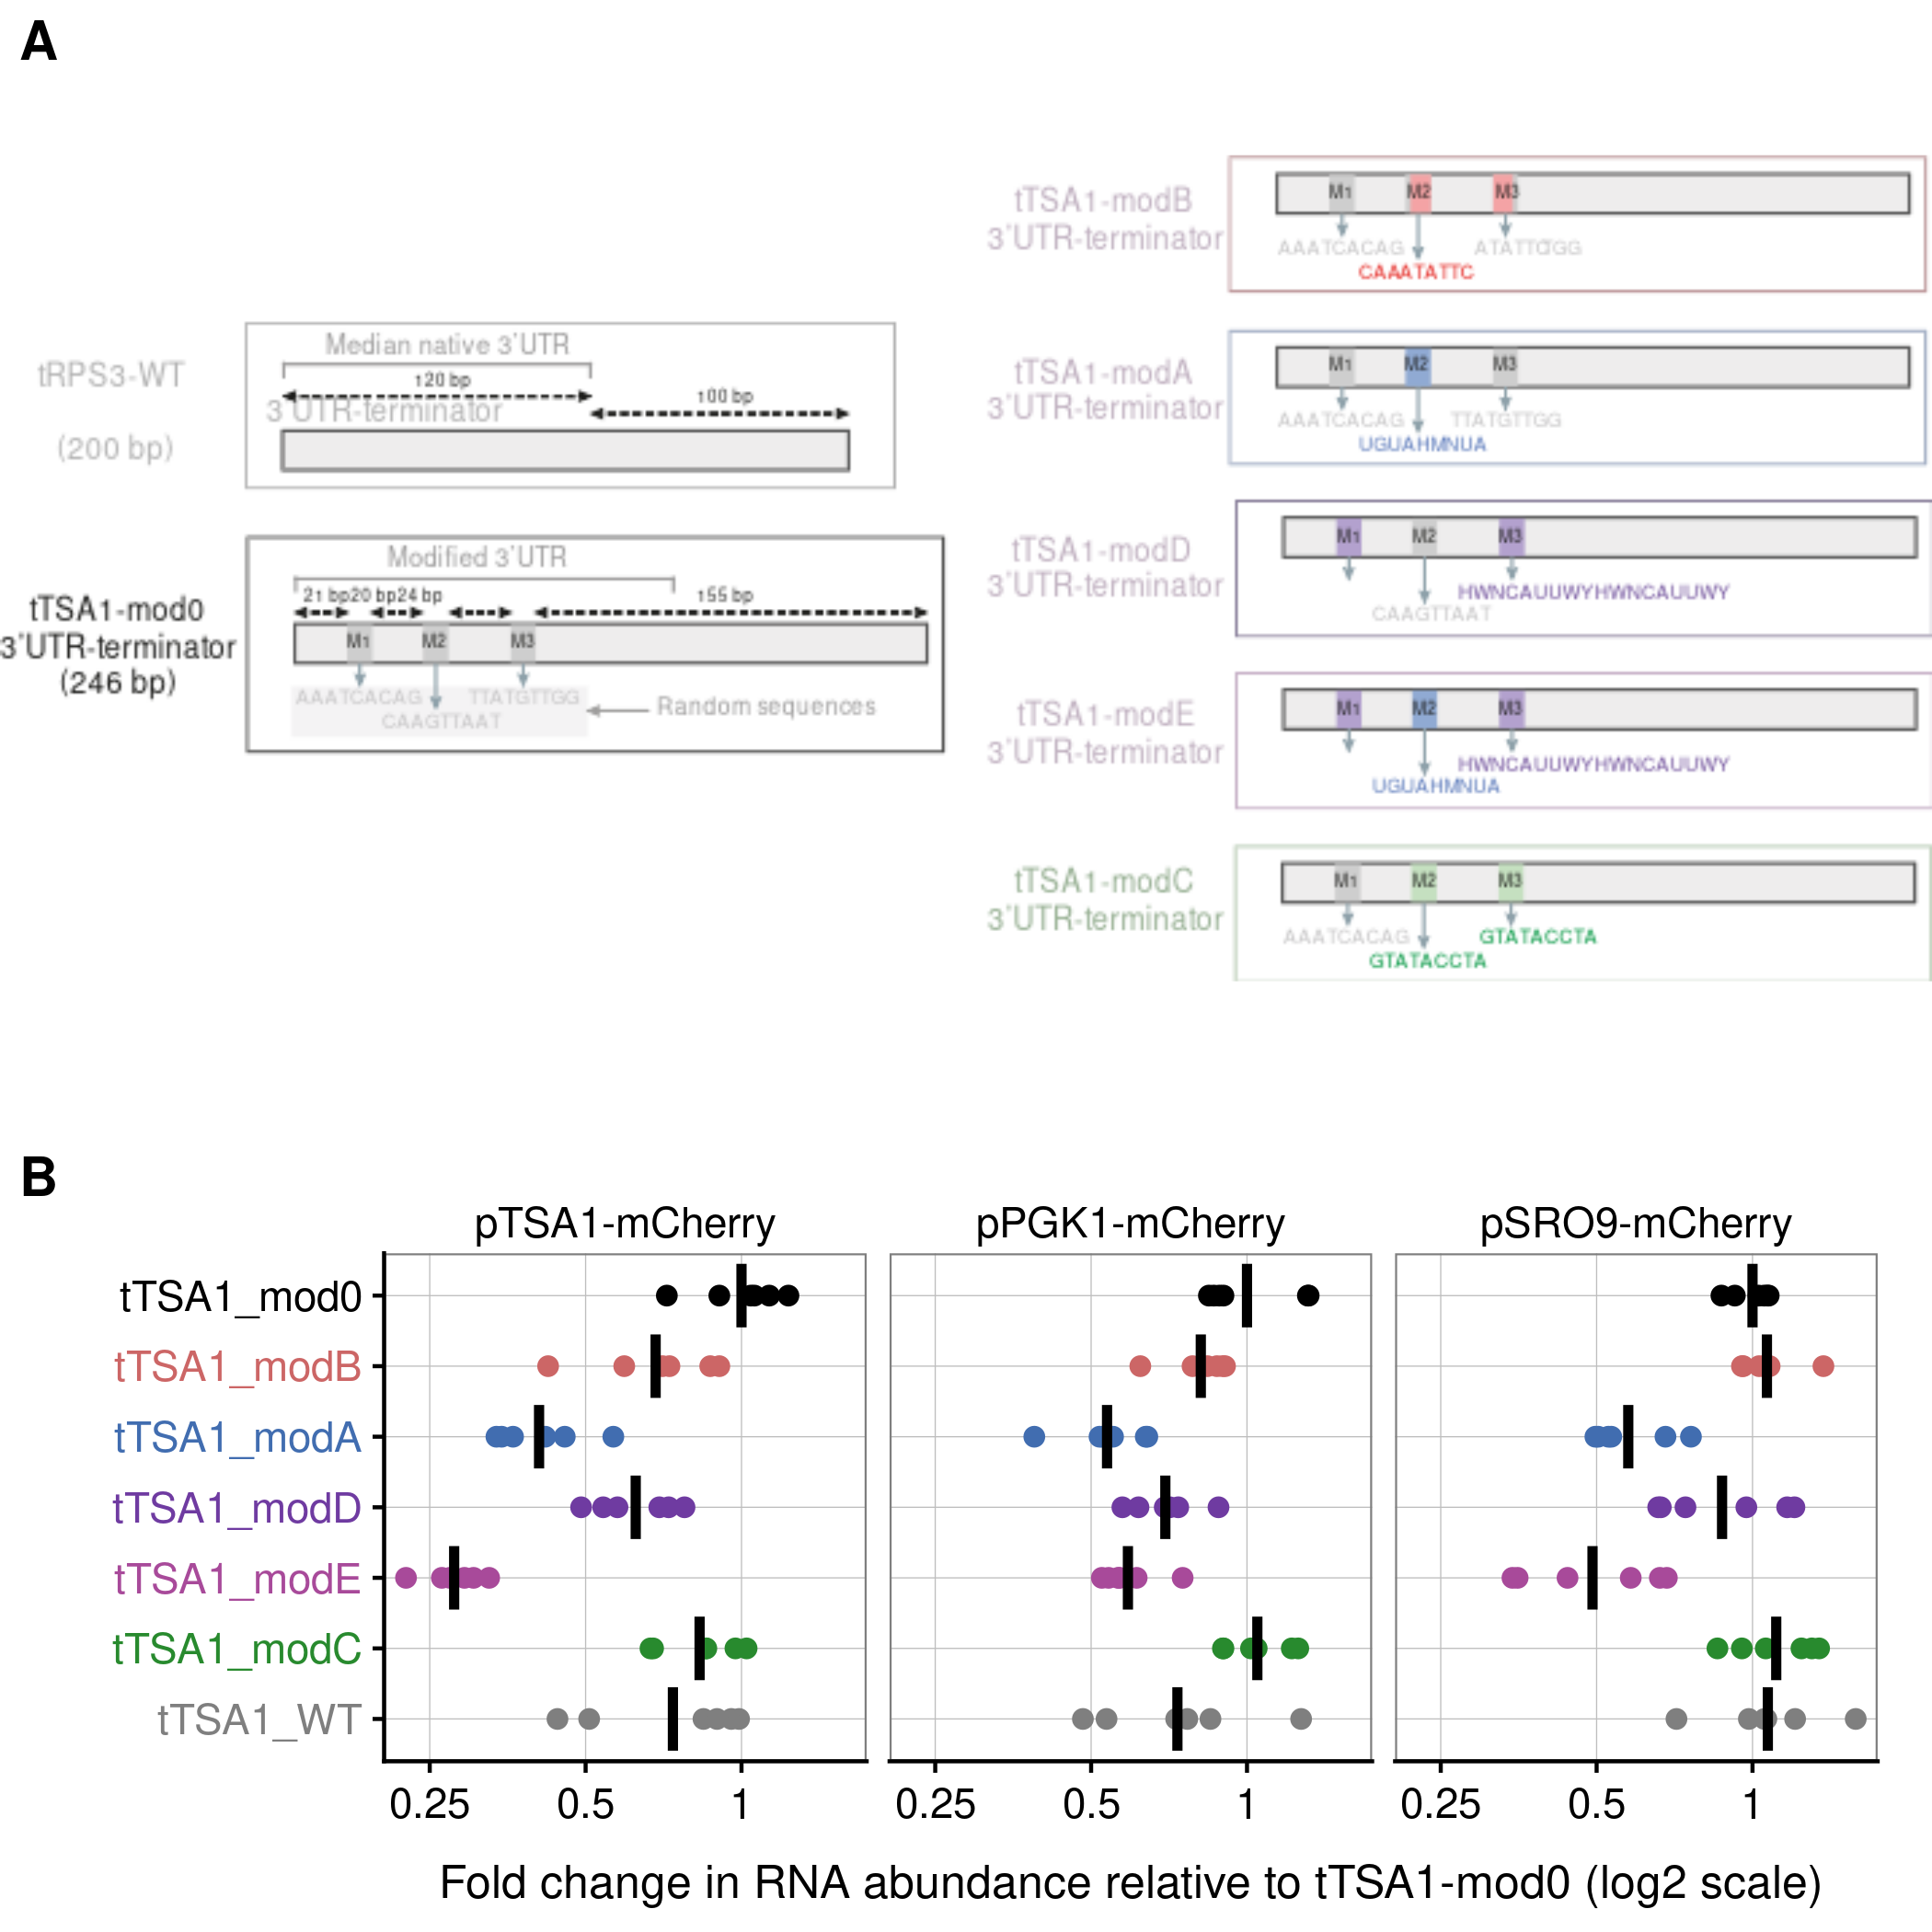 A
tTSA1-modB
3'UTR-terminator
M1 M2 M3
AAATCACAG
CAAATATTC
tRPS3-WT
(200 bp)
Median native 3'UTR
120 bp
100 bp
3'UTR-terminator
tTSA1-modA
3'UTR-terminator
M1 M2 M3
AAATCACAG TTATGTTGG
UGUAHMNUA
tTSA1-mod0
3'UTR-terminator
(246 bp)
Modified 3'UTR
21 bp 20 bp 24 bp 155 bp
M1 M2 M3
AAATCACAG TTATGTTGG
CAAGTTAAT
Random sequences
tTSA1-modD
3'UTR-terminator
M1 M2 M3
HWNCAUUWYHWNCAUUWY
CAAGTTAAT
tTSA1-modE
3'UTR-terminator
M1 M2 M3
HWNCAUUWYHWNCAUUWY
UGUAHMNUA
tTSA1-modC
3'UTR-terminator
M1 M2 M3
AAATCACAG GTATACCTA
GTATACCTA
B
pTSA1-mCherry pPGK1-mCherry pSRO9-mCherry
tTSA1_mod0
tTSA1_modB
tTSA1_modA
tTSA1_modD
tTSA1_modE
tTSA1_modC
tTSA1_WT
0.25 0.5 1 0.25 0.5 1 0.25 0.5 1
Fold change in RNA abundance relative to tTSA1-mod0 (log2 scale)